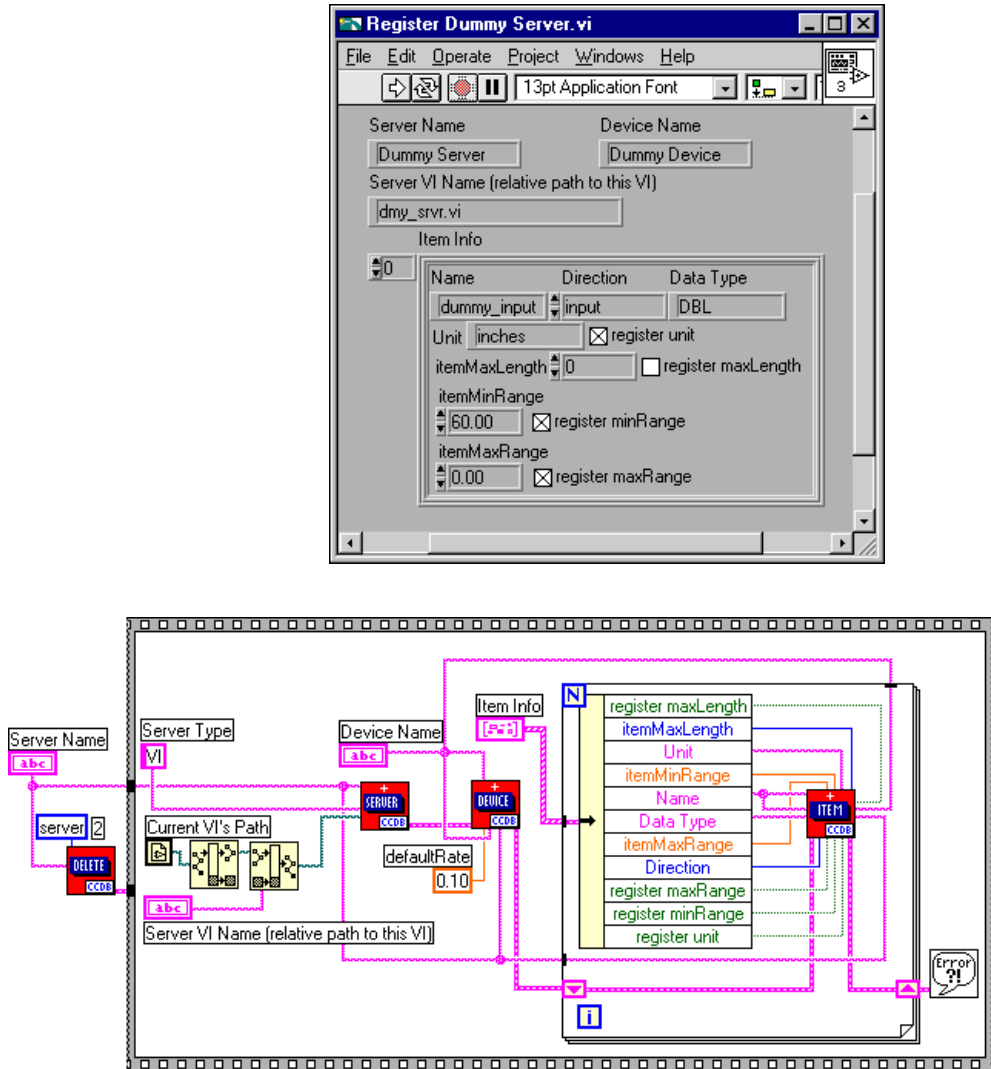 Register Dummy Server.vi
File Edit Operate Project Windows Help
13pt Application Font
3
Server Name
Device Name
Dummy Server
Dummy Device
Server VI Name (relative path to this VI)
dmy_srvr.vi
Item Info
0
Name
Direction
Data Type
dummy_input
input
DBL
Unit
inches
register unit
itemMaxLength
0
register maxLength
itemMinRange
60.00
register minRange
itemMaxRange
0.00
register maxRange
Server Name
abc
server
2
DELETE
CCDB
Server Type
VI
Current VI's Path
abc
Server VI Name (relative path to this VI)
SERVER
CCDB
Device Name
abc
DEVICE
CCDB
defaultRate
0.10
Item Info
N
register maxLength
itemMaxLength
Unit
itemMinRange
Name
Data Type
itemMaxRange
Direction
register maxRange
register minRange
register unit
ITEM
CCDB
i
Error
?!